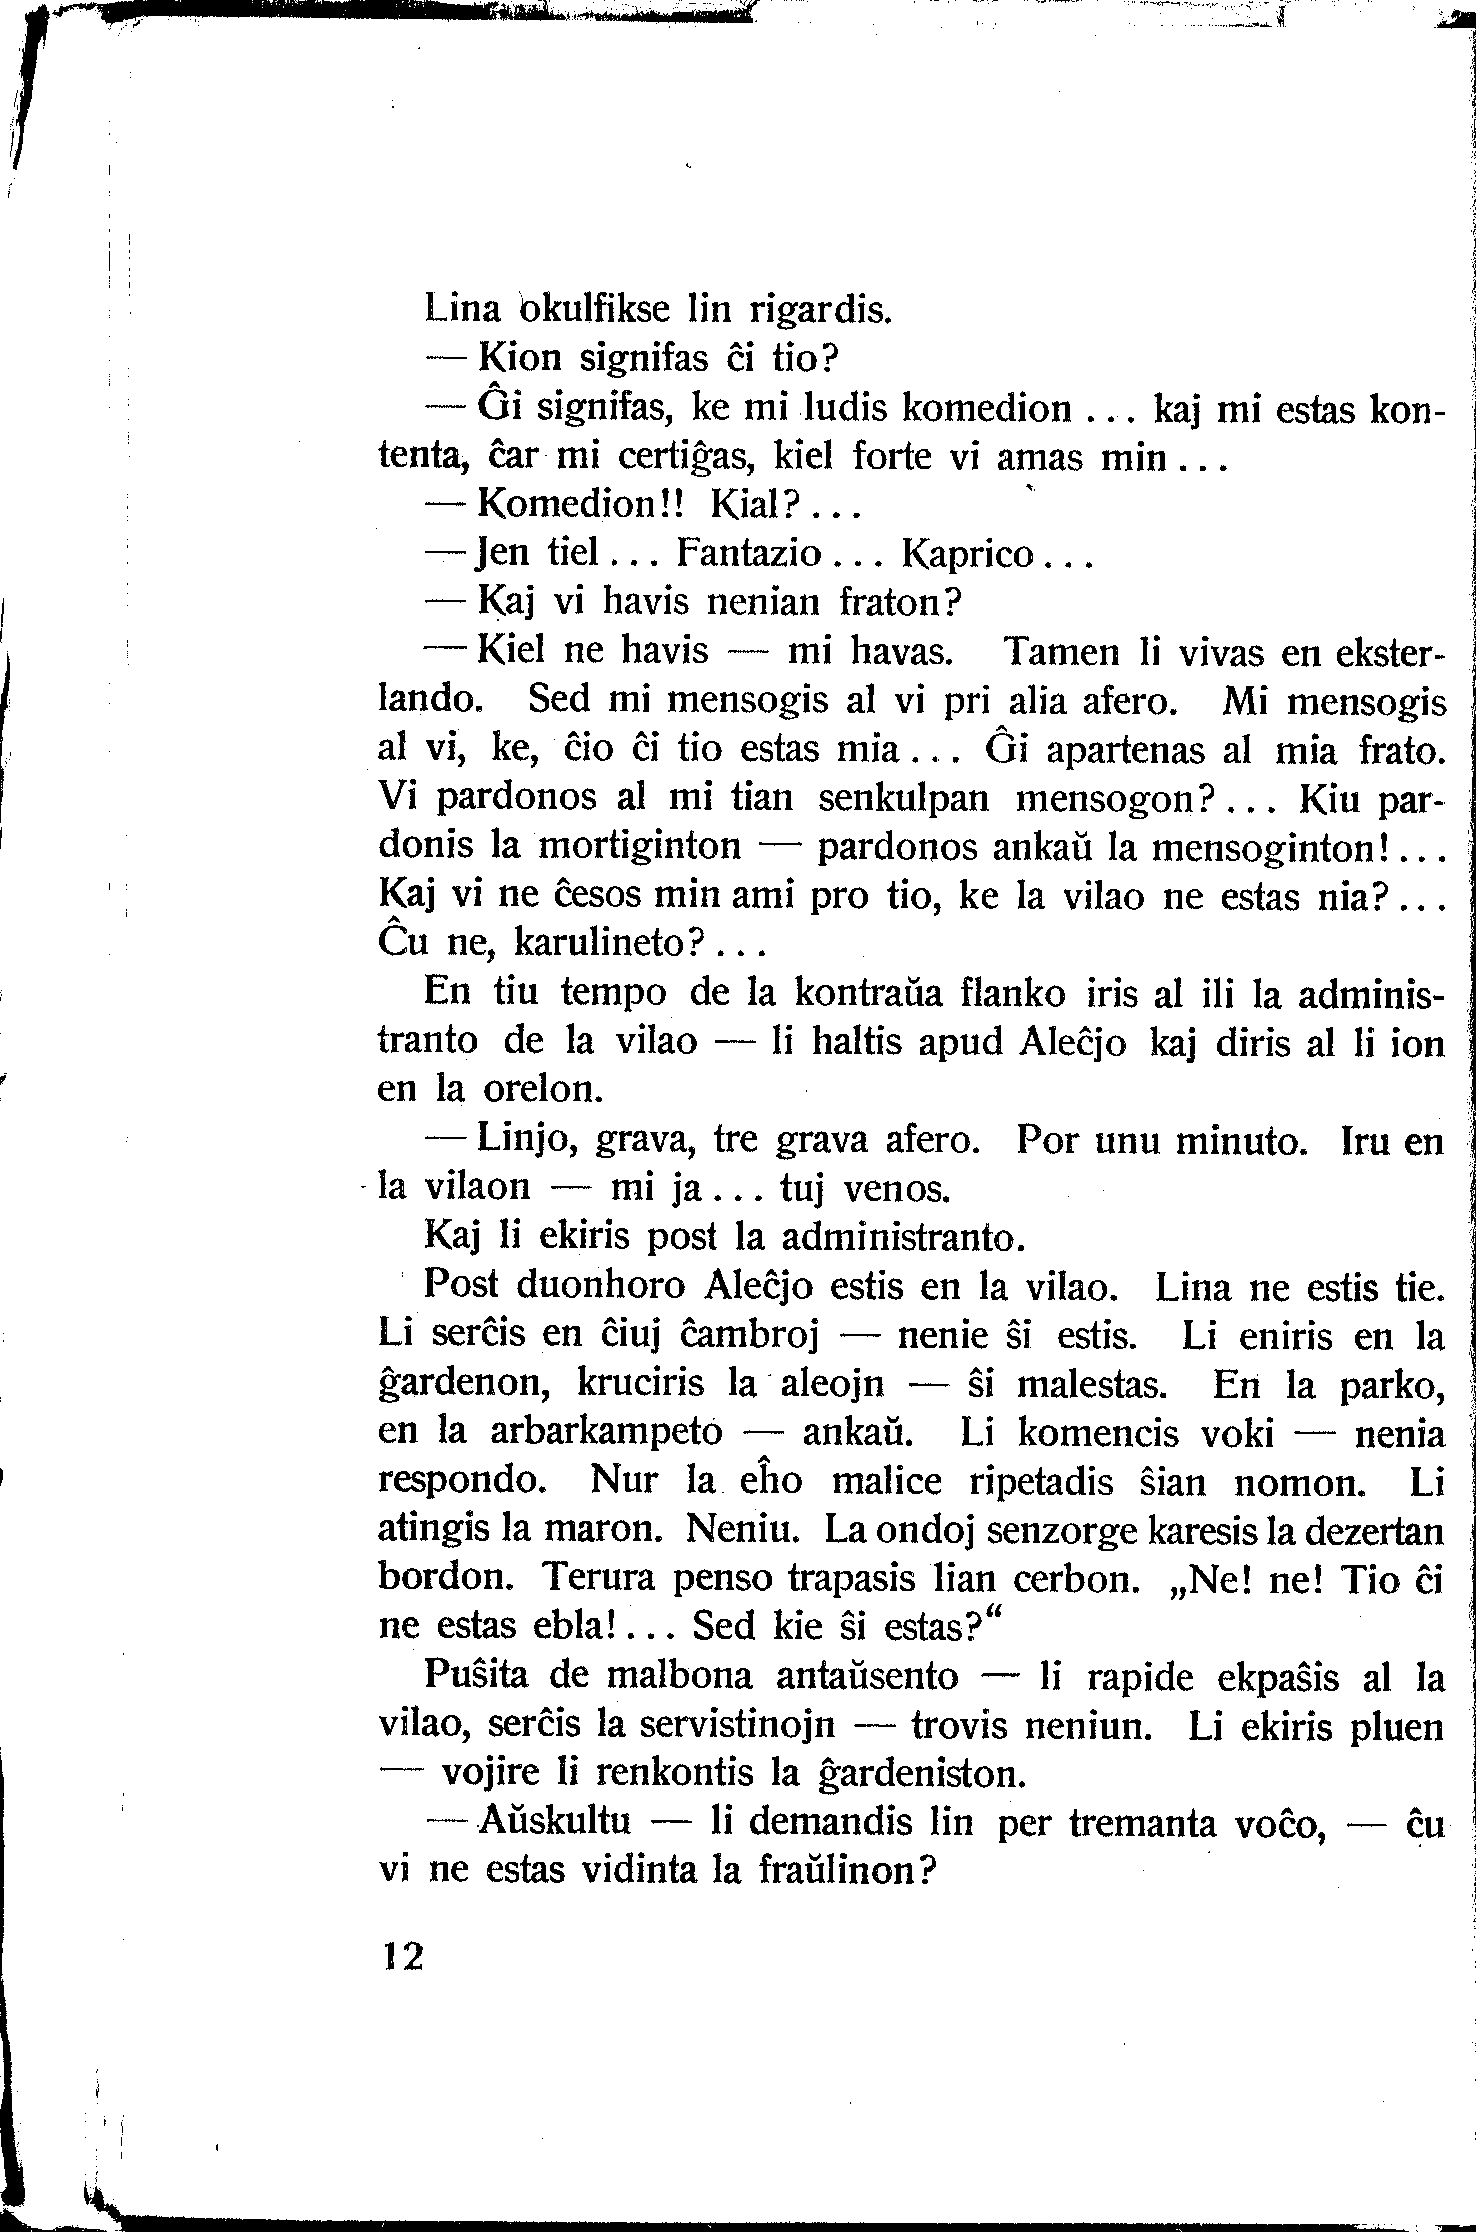 Lina okulfikse lin rigardis.
— Kion signifas ĉi tio?
— Ĝi signifas, ke mi ludis komedion ... kaj mi estas kon-
tenta, ĉar mi certiĝas, kiel forte vi amas min ...
— Komedion!! Kial? ...
— Jen tiel ... Fantazio ... Kaprico ...
— Kaj vi havis nenian fraton?
— Kiel ne havis — mi havas. Tamen li vivas en ekster-
lando. Sed mi mensogis al vi pri alia afero. Mi mensogis
al vi, ke, ĉio ĉi tio estas mia ... Ĝi apartenas al mia frato.
Vi pardonos al mi tian senkulpan mensogon? ... Kiu par-
donis la mortiginton — pardonos ankaŭ la mensoginton! ...
Kaj vi ne ĉesos min ami pro tio, ke la vilao ne estas nia? ...
Ĉu ne, karulineto? ...
En tiu tempo de la kontraŭa flanko iris al ili la adminis-
tranto de la vilao — li haltis apud Aleĉjo kaj diris al li ion
en la orelon.
— Linjo, grava, tre grava afero. Por unu minuto. Iru en
la vilaon — mi ja ... tuj venos.
Kaj li ekiris post la administranto.
Post duonhoro Aleĉjo estis en la vilao. Lina ne estis tie.
Li serĉis en ĉiuj ĉambroj — nenie ŝi estis. Li eniris en la
ĝardenon, kruciris la aleojn — ŝi malestas. En la parko,
en la arbarkampeto — ankaŭ. Li komencis voki — nenia
respondo. Nur la eĥo malice ripetadis ŝian nomon. Li
atingis la maron. Neniu. La ondoj senzorge karesis la dezertan
bordon. Terura penso trapasis lian cerbon. „Ne! ne! Tio ĉi
ne estas ebla! ... Sed kie ŝi estas?“
Puŝita de malbona antaŭsento — li rapide ekpaŝis al la
vilao, serĉis la servistinojn — trovis neniun. Li ekiris pluen
— vojire li renkontis la ĝardeniston.
— Aŭskultu — li demandis lin per tremanta voĉo, — ĉu
vi ne estas vidinta la fraŭlinon?
12